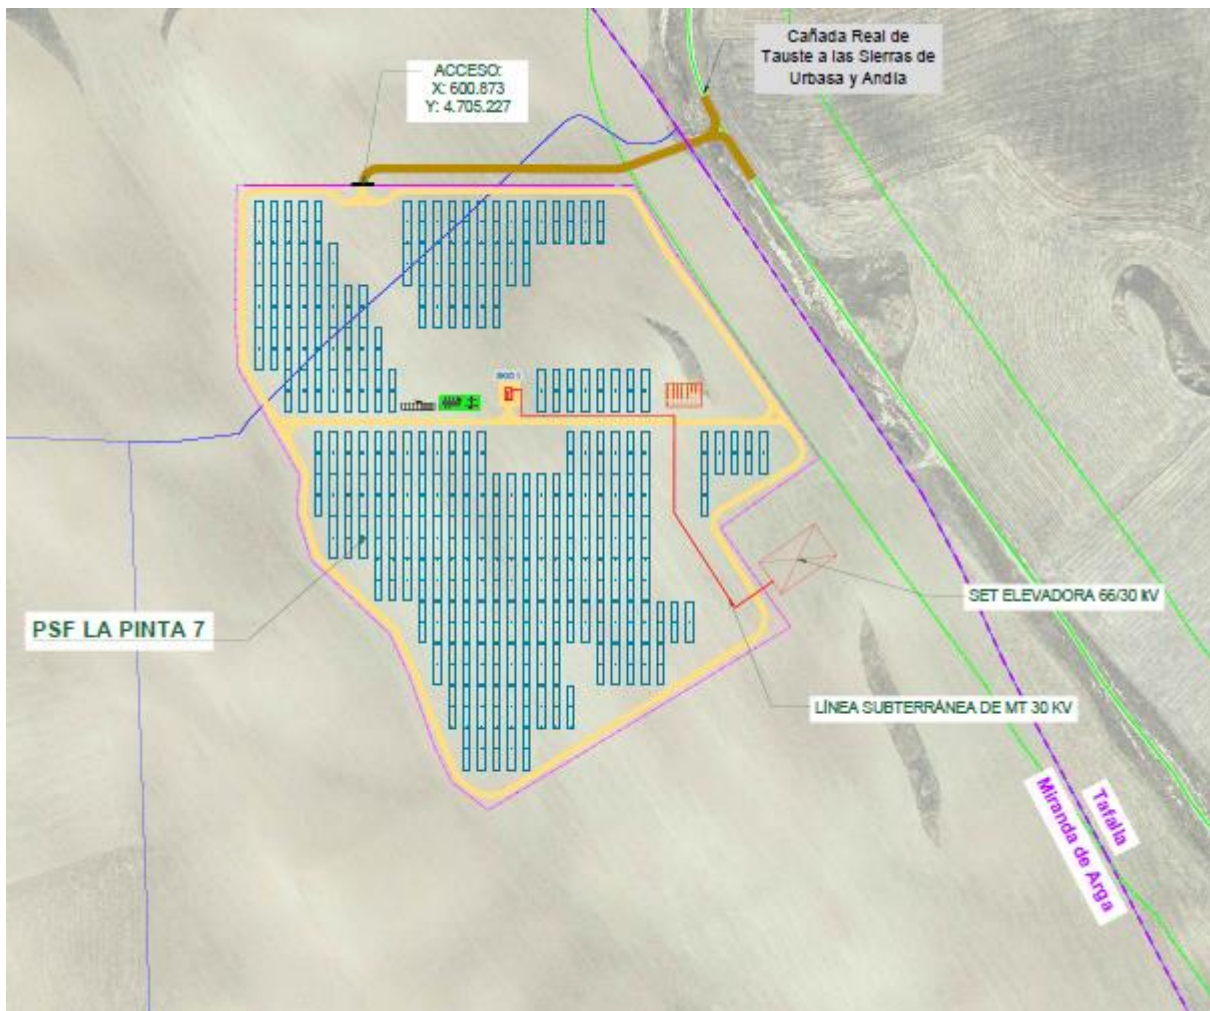 Cañada Real de
Tauste a las Sierras de
Urbasa y Andía
ACCESO:
X: 600.873
Y: 4.705.227
PSF LA PINTA 7
SET ELEVADORA 66/30 kV
LÍNEA SUBTERRÁNEA DE MT 30 KV
Tafalla
Miranda de Arga